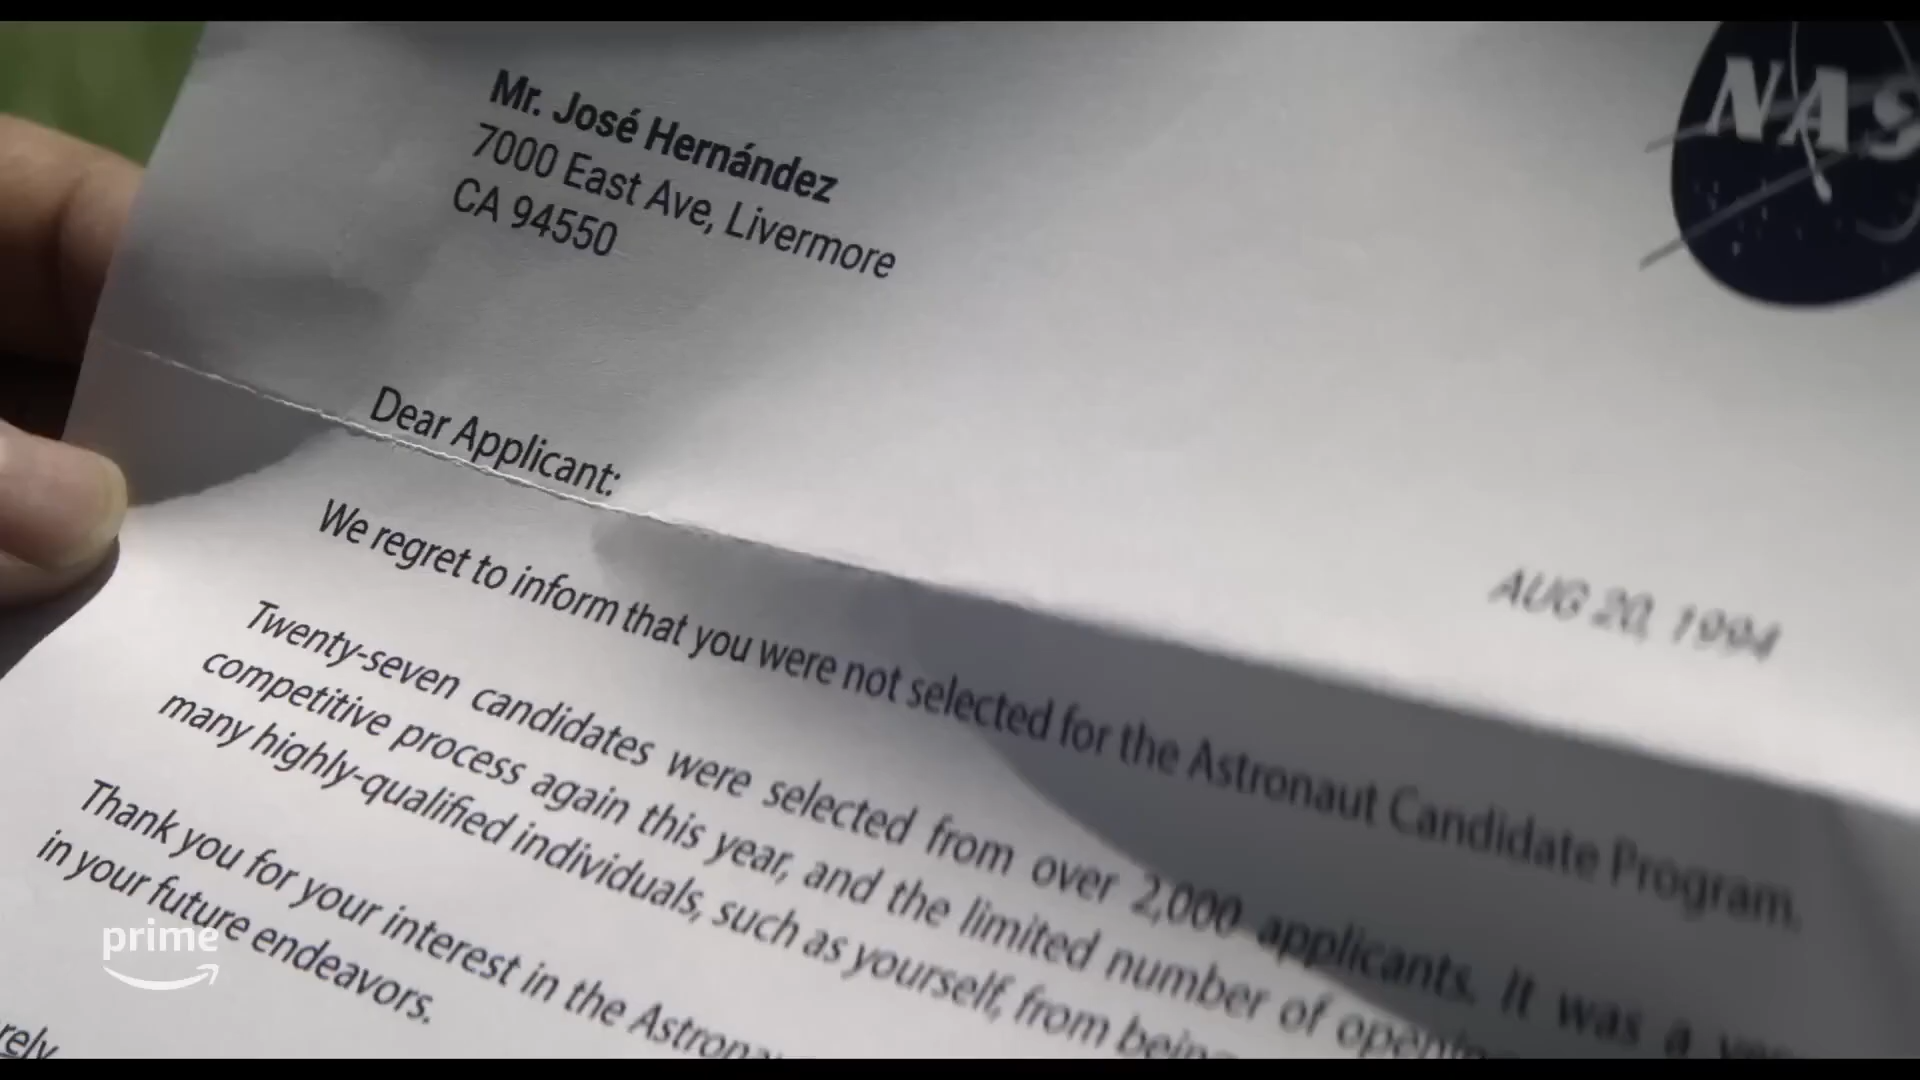 Mr. José Hernández
7000 East Ave, Livermore
CA 94550
NAS
Dear Applicant:
AUG 20, 1994
We regret to inform that you were not selected for the Astronaut Candidate Program.
Twenty-seven candidates were selected from over 2,000 applicants. It was a
competitive process again this year, and the limited number of
many highly-qualified individuals, such as yourself, from
Thank you for your interest in the
in your future endeavors.
prime